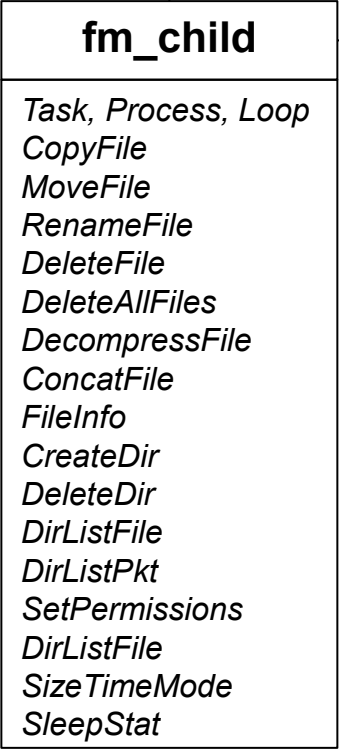 fm_child
Task, Process, Loop
CopyFile
MoveFile
RenameFile
DeleteFile
DeleteAllFiles
DecompressFile
ConcatFile
FileInfo
CreateDir
DeleteDir
DirListFile
DirListPkt
SetPermissions
DirListFile
SizeTimeMode
SleepStat